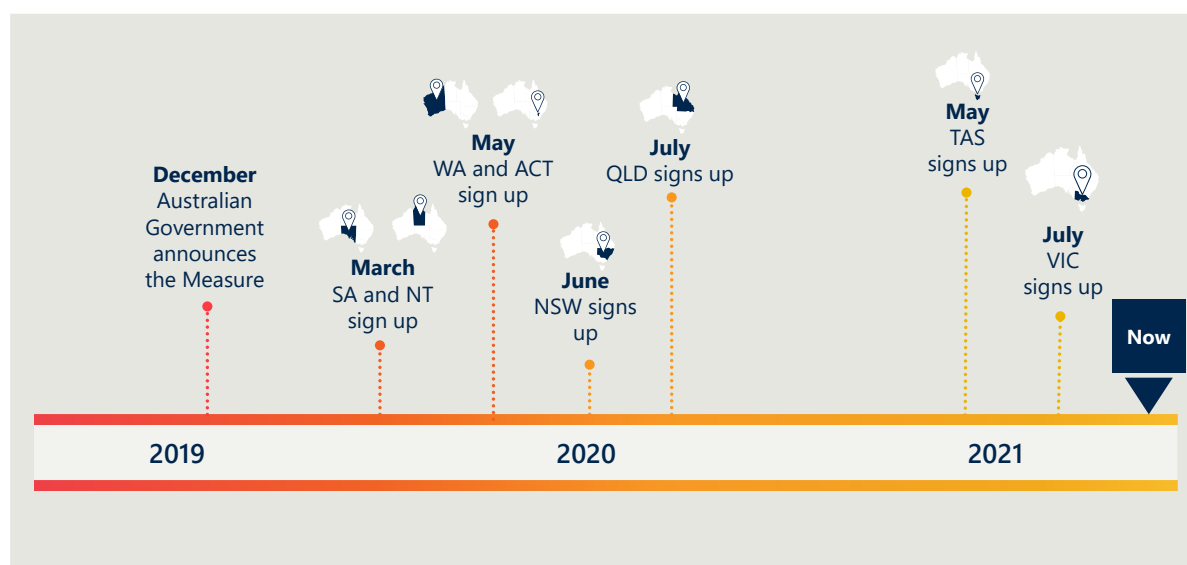 December
Australian
Government
announces
the Measure
March
SA and NT
sign up
May
WA and ACT
sign up
June
NSW signs
up
July
QLD signs up
May
TAS
signs up
July
VIC
signs up
Now
2019
2020
2021